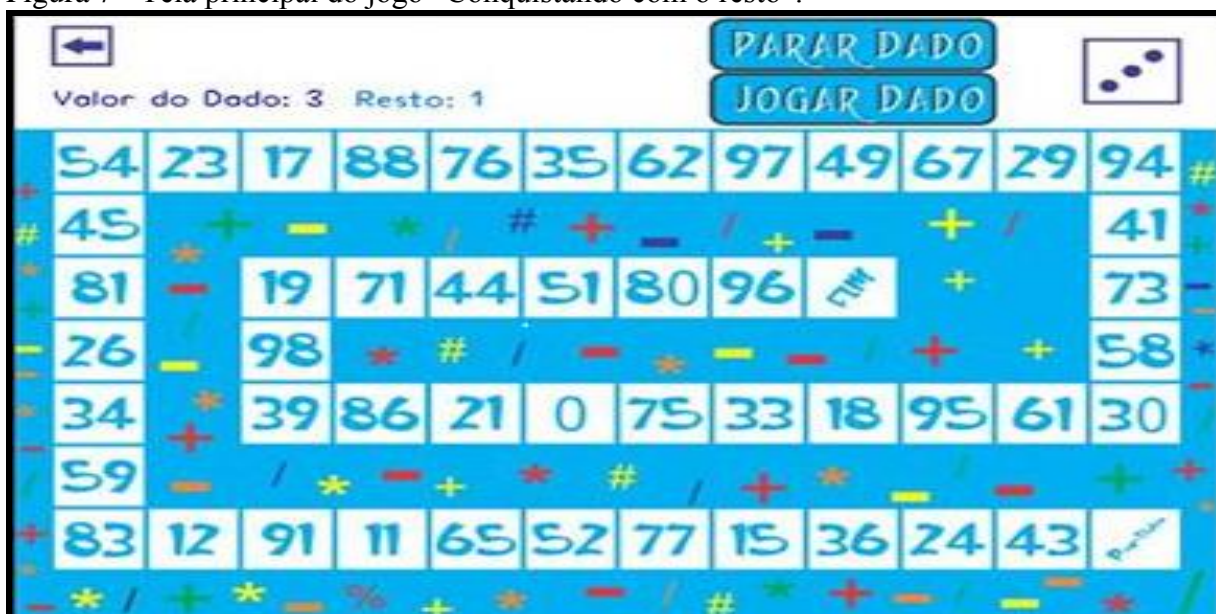 Figura 7 - Tela principal do jogo "Conquistando com o resto".
PARAR DADO
JOGAR DADO
Valor do Dado: 3 Resto: 1
54 23 17 88 76 35 62 97 49 67 29 94
45 41
81 19 71 44 51 80 96 FIM 73
26 98 58
34 39 86 21 0 75 33 18 95 61 30
59
83 12 91 11 65 52 77 15 36 24 43